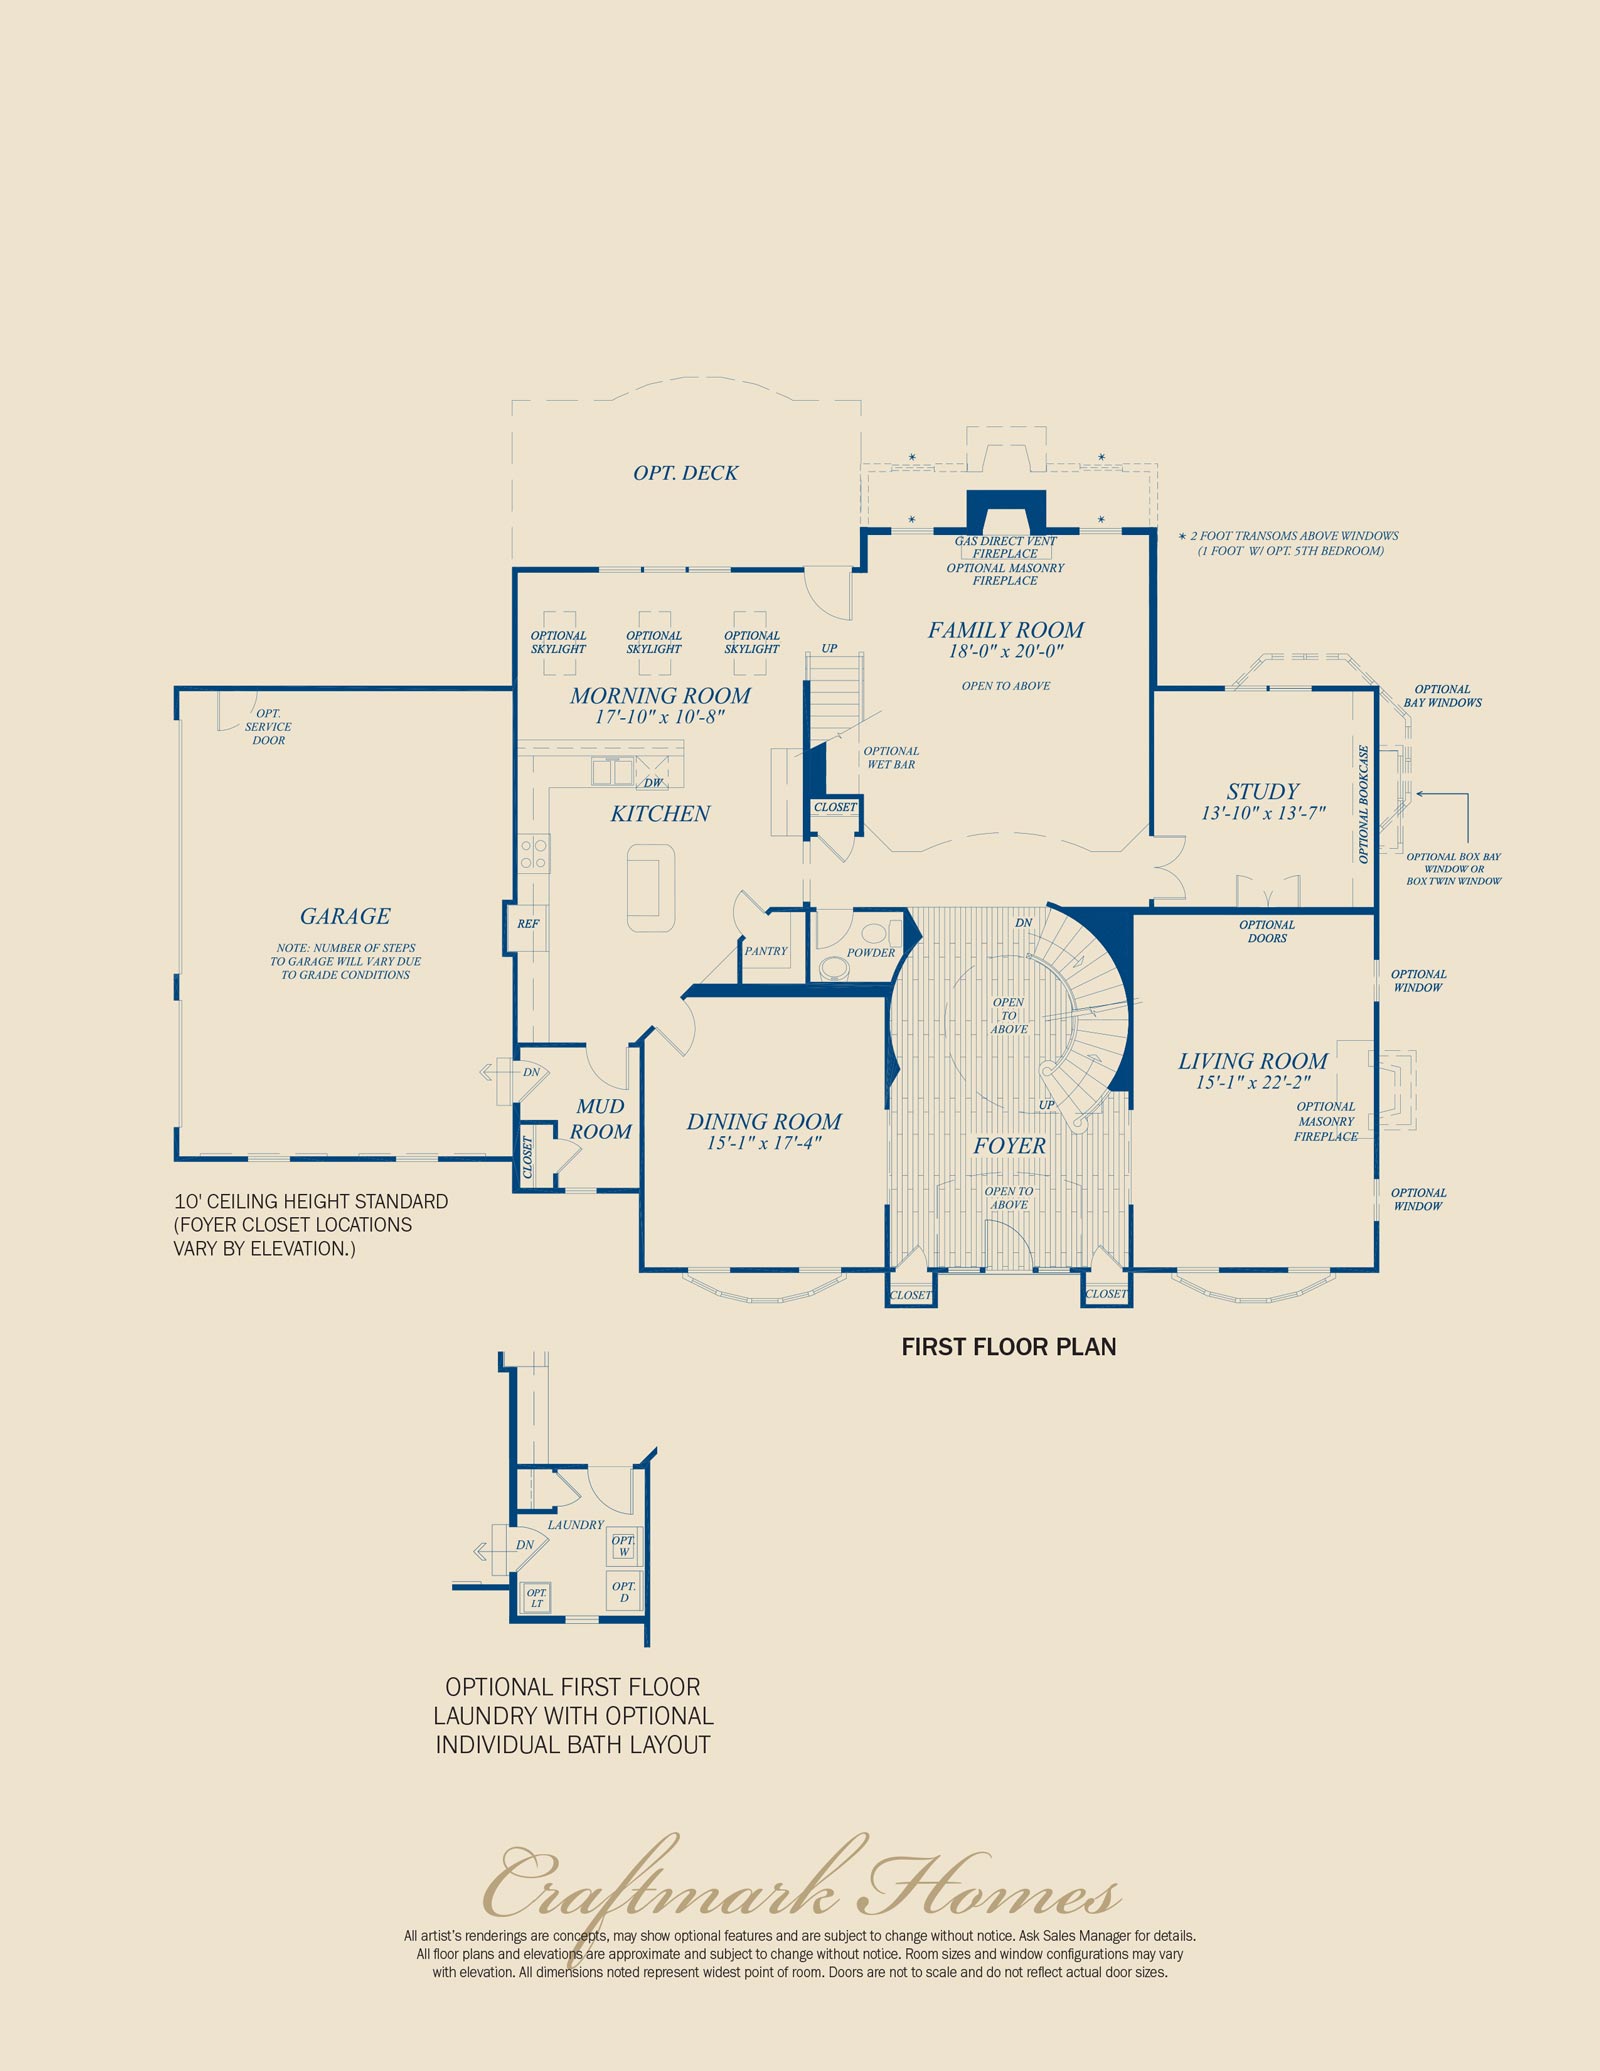 OPT. DECK
*
*
*
*
GAS DIRECT VENT
FIREPLACE
OPTIONAL MASONRY
FIREPLACE
* 2 FOOT TRANSOMS ABOVE WINDOWS
(1 FOOT W/ OPT. 5TH BEDROOM)
FAMILY ROOM
18'-0" x 20'-0"
OPEN TO ABOVE
OPTIONAL
SKYLIGHT
OPTIONAL
SKYLIGHT
OPTIONAL
SKYLIGHT
UP
MORNING ROOM
17'-10" x 10'-8"
OPTIONAL
BAY WINDOWS
OPT.
SERVICE
DOOR
OPTIONAL
WET BAR
DW
KITCHEN
CLOSET
STUDY
13'-10" x 13'-7"
OPTIONAL BOOKCASE
OPTIONAL BOX BAY
WINDOW OR
BOX TWIN WINDOW
GARAGE
NOTE: NUMBER OF STEPS
TO GARAGE WILL VARY DUE
TO GRADE CONDITIONS
REF
PANTRY
POWDER
DN
OPTIONAL
DOORS
OPTIONAL
WINDOW
OPEN
TO
ABOVE
LIVING ROOM
15'-1" x 22'-2"
OPTIONAL
MASONRY
FIREPLACE
DN
MUD
ROOM
CLOSET
DINING ROOM
15'-1" x 17'-4"
UP
FOYER
OPEN TO
ABOVE
OPTIONAL
WINDOW
10' CEILING HEIGHT STANDARD
(FOYER CLOSET LOCATIONS
VARY BY ELEVATION.)
CLOSET
CLOSET
FIRST FLOOR PLAN
LAUNDRY
DN
OPT.
W
OPT.
D
OPT.
LT
OPTIONAL FIRST FLOOR
LAUNDRY WITH OPTIONAL
INDIVIDUAL BATH LAYOUT
Craftmark Homes
All artist's renderings are concepts, may show optional features and are subject to change without notice. Ask Sales Manager for details.
All floor plans and elevations are approximate and subject to change without notice. Room sizes and window configurations may vary
with elevation. All dimensions noted represent widest point of room. Doors are not to scale and do not reflect actual door sizes.